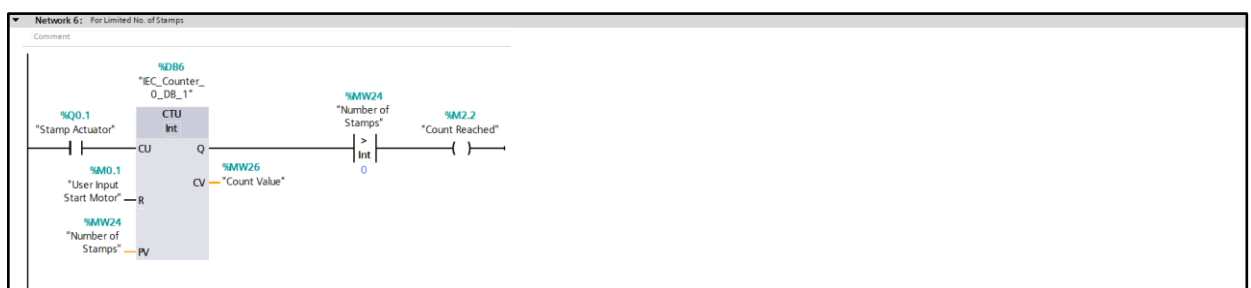 Network 6: For Limited No. of Stamps
Comment
%DB6
"IEC_Counter_
0_DB_1"
CTU
Int
%Q0.1
"Stamp Actuator"
CU
Q
%MW24
"Number of
Stamps"
>
Int
0
%M2.2
"Count Reached"
%M0.1
"User Input
Start Motor"
R
CV
%MW26
"Count Value"
%MW24
"Number of
Stamps"
PV